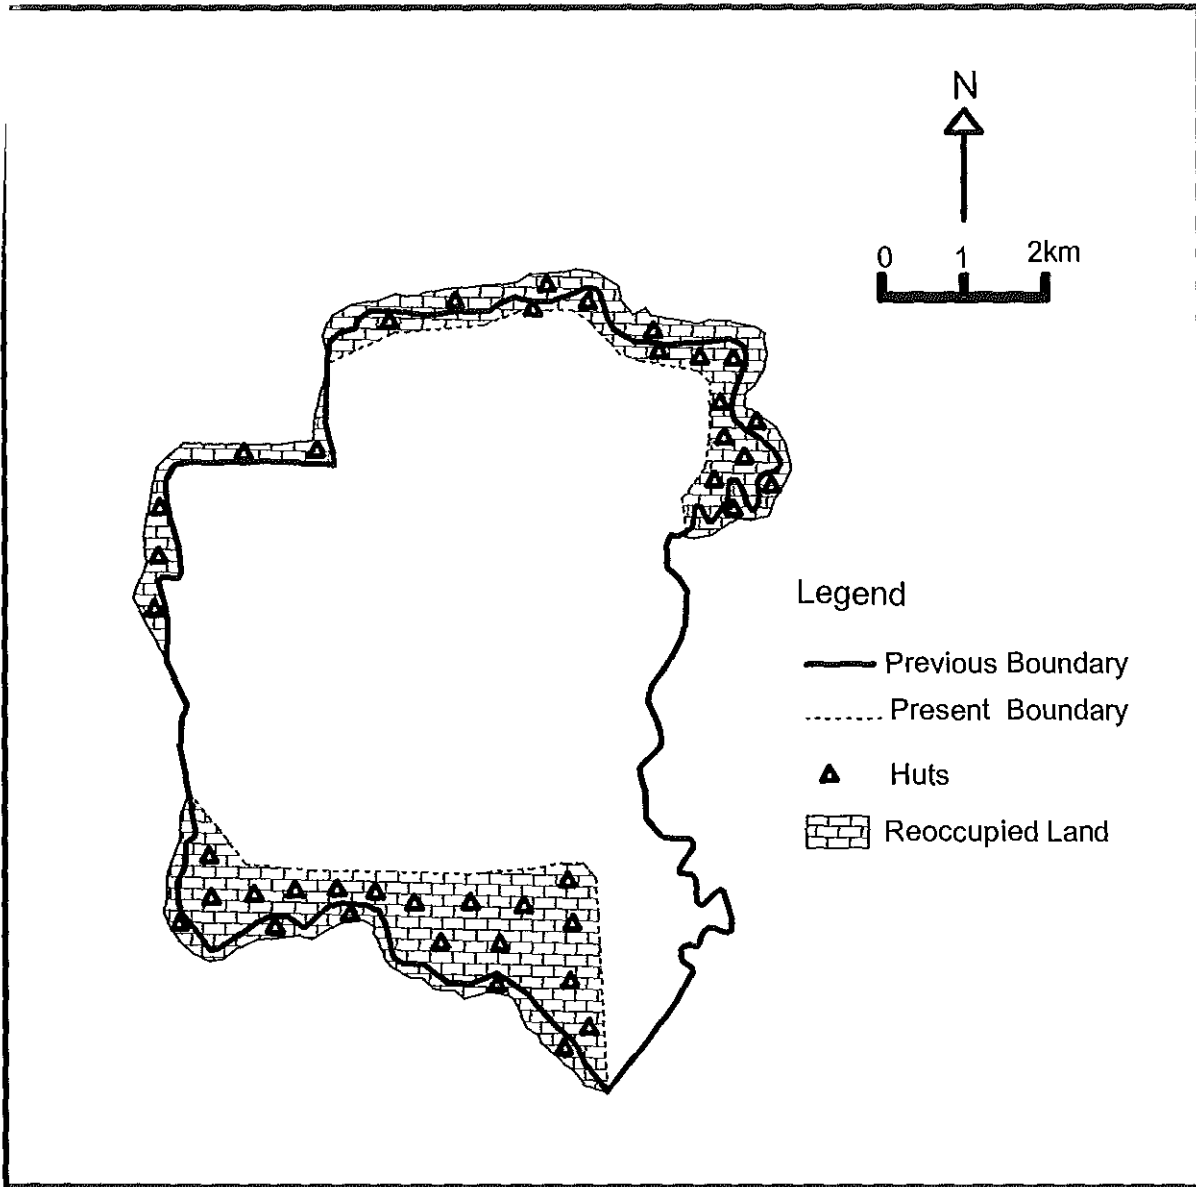 N
0 1 2km
Legend
Previous Boundary
Present Boundary
Huts
Reoccupied Land